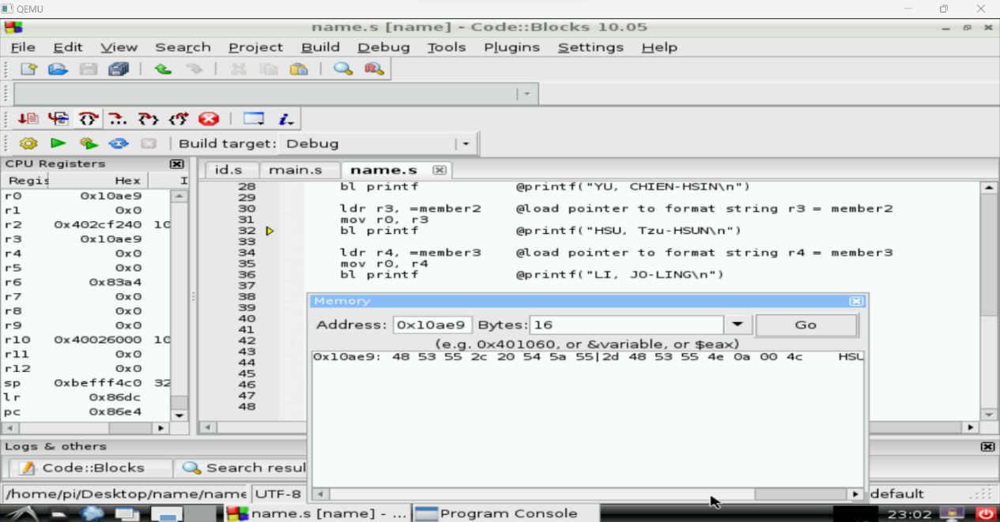 QEMU
name.s [name] - Code::Blocks 10.05
File Edit View Search Project Build Debug Tools Plugins Settings Help
Build target: Debug
CPU Registers
Regis Hex I
r0 0x10ae9
r1 0x0
r2 0x402cf240 10
r3 0x10ae9
r4 0x0
r5 0x0
r6 0x83a4
r7 0x0
r8 0x0
r9 0x0
r10 0x40026000 10
r11 0x0
r12 0x0
sp 0xbefff4c0 32
lr 0x86dc
pc 0x86e4
id.s main.s name.s
28 bl printf @printf("YU, CHIEN-HSIN\n")
29
30 ldr r3, =member2 @load pointer to format string r3 = member2
31 mov r0, r3
32 bl printf @printf("HSU, Tzu-HSUN\n")
33
34 ldr r4, =member3 @load pointer to format string r4 = member3
35 mov r0, r4
36 bl printf @printf("LI, JO-LING\n")
37
38
39
40
41
42
43
44
45
46
47
48
Memory
Address: 0x10ae9 Bytes: 16 Go
(e.g. 0x401060, or &variable, or $eax)
0x10ae9: 48 53 55 2c 20 54 5a 55|2d 48 53 55 4e 0a 00 4c HSU
Logs & others
Code::Blocks Search resul
/home/pi/Desktop/name/name UTF-8 default
name.s [name] - ... Program Console 23:02